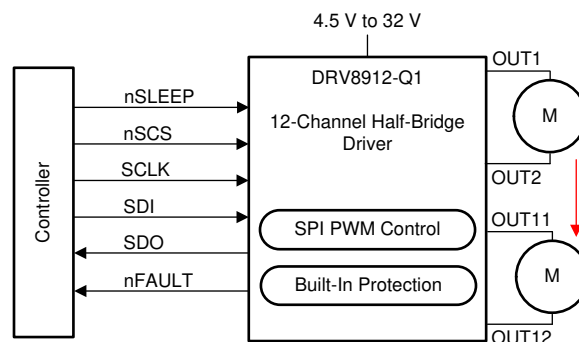 4.5 V to 32 V
Controller
nSLEEP
nSCS
SCLK
SDI
SDO
nFAULT
DRV8912-Q1
12-Channel Half-Bridge
Driver
SPI PWM Control
Built-In Protection
OUT1
M
OUT2
OUT11
M
OUT12